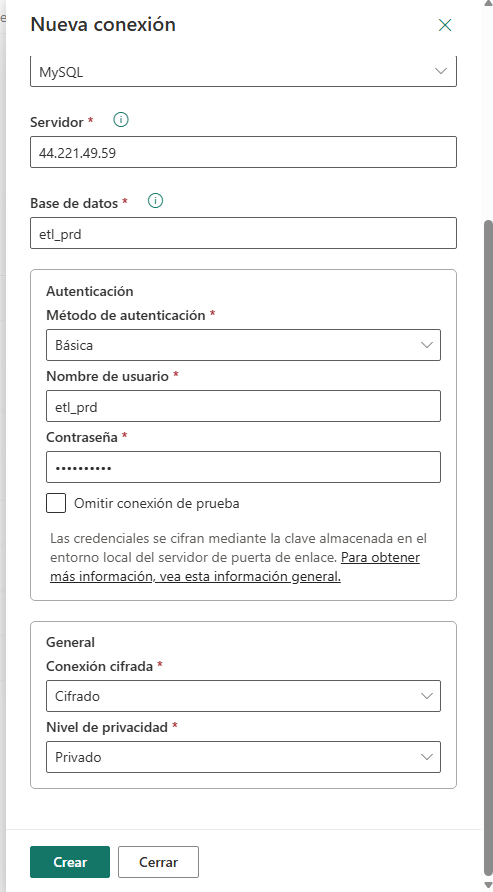 Nueva conexión
MySQL
Servidor *
44.221.49.59
Base de datos *
etl_prd
Autenticación
Método de autenticación *
Básica
Nombre de usuario *
etl_prd
Contraseña *
••••••••••
Omitir conexión de prueba
Las credenciales se cifran mediante la clave almacenada en el
entorno local del servidor de puerta de enlace. Para obtener
más información, vea esta información general.
General
Conexión cifrada *
Cifrado
Nivel de privacidad *
Privado
Crear
Cerrar